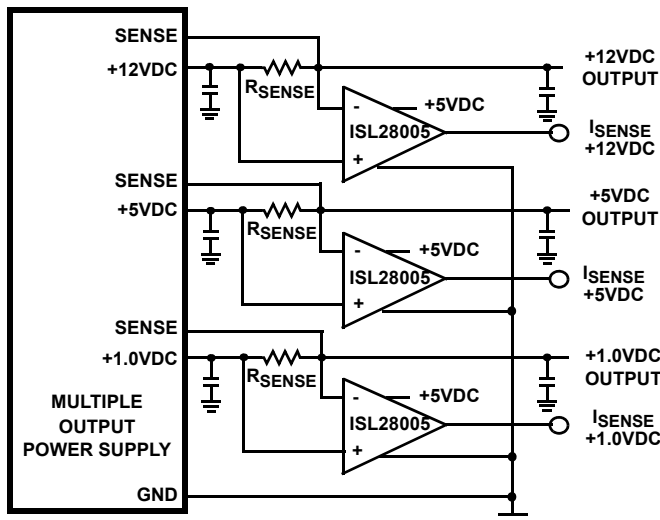 SENSE
+12VDC
RSENSE
+12VDC
OUTPUT
- +5VDC
ISL28005
+
ISENSE
+12VDC
SENSE
+5VDC
RSENSE
+5VDC
OUTPUT
- +5VDC
ISL28005
+
ISENSE
+5VDC
SENSE
+1.0VDC
RSENSE
+1.0VDC
OUTPUT
- +5VDC
ISL28005
+
ISENSE
+1.0VDC
MULTIPLE
OUTPUT
POWER SUPPLY
GND